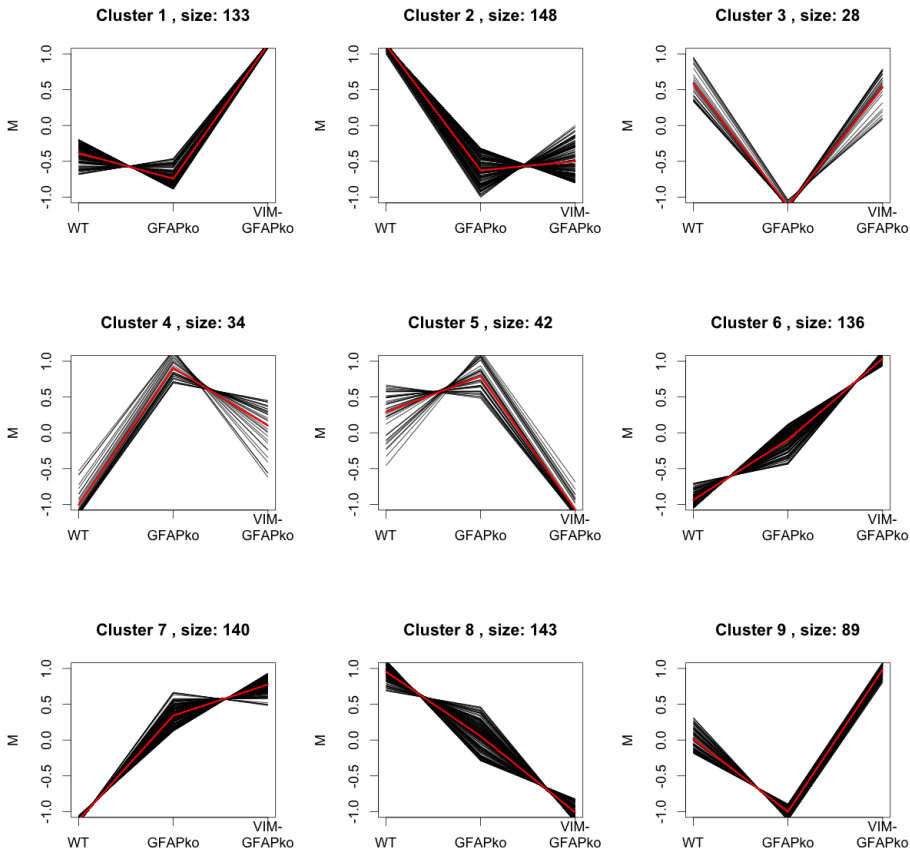 Cluster 1 , size: 133
M
1.0
0.5
0.0
-0.5
-1.0
WT
GFAPko
VIM-
GFAPko
Cluster 2 , size: 148
M
1.0
0.5
0.0
-0.5
-1.0
WT
GFAPko
VIM-
GFAPko
Cluster 3 , size: 28
M
1.0
0.5
0.0
-0.5
-1.0
WT
GFAPko
VIM-
GFAPko
Cluster 4 , size: 34
M
1.0
0.5
0.0
-0.5
-1.0
WT
GFAPko
VIM-
GFAPko
Cluster 5 , size: 42
M
1.0
0.5
0.0
-0.5
-1.0
WT
GFAPko
VIM-
GFAPko
Cluster 6 , size: 136
M
1.0
0.5
0.0
-0.5
-1.0
WT
GFAPko
VIM-
GFAPko
Cluster 7 , size: 140
M
1.0
0.5
0.0
-0.5
-1.0
WT
GFAPko
VIM-
GFAPko
Cluster 8 , size: 143
M
1.0
0.5
0.0
-0.5
-1.0
WT
GFAPko
VIM-
GFAPko
Cluster 9 , size: 89
M
1.0
0.5
0.0
-0.5
-1.0
WT
GFAPko
VIM-
GFAPko